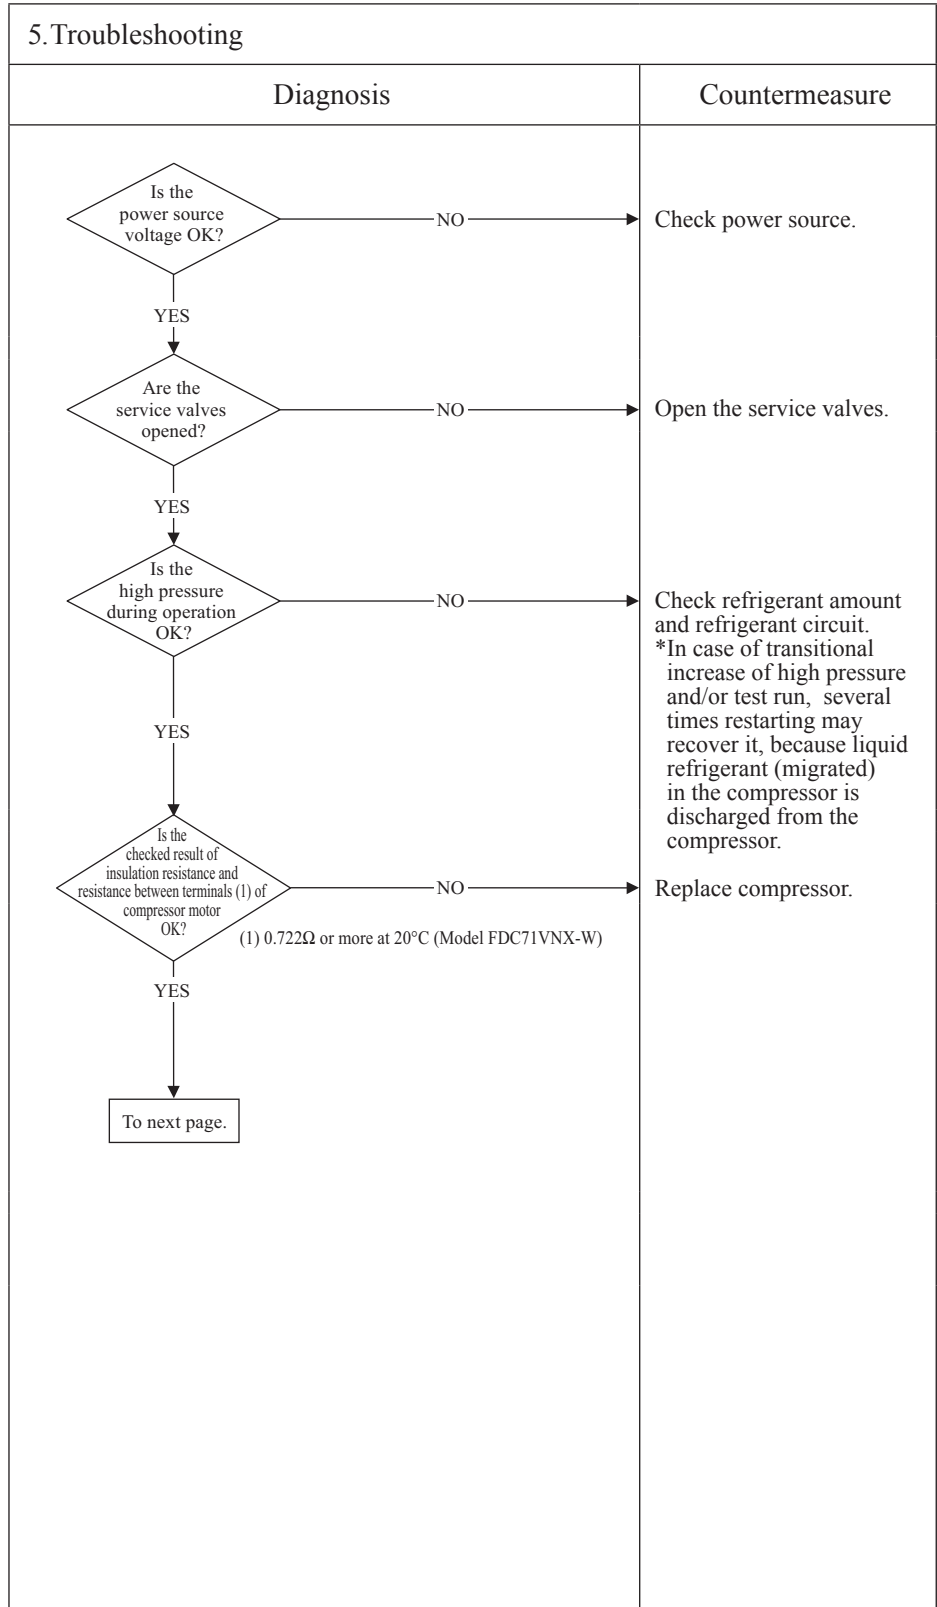 5.Troubleshooting
Diagnosis
Countermeasure
Is the
power source
voltage OK?
NO
Check power source.
YES
Are the
service valves
opened?
NO
Open the service valves.
YES
Is the
high pressure
during operation
OK?
NO
Check refrigerant amount
and refrigerant circuit.
*In case of transitional
increase of high pressure
and/or test run, several
times restarting may
recover it, because liquid
refrigerant (migrated)
in the compressor is
discharged from the
compressor.
YES
Is the
checked result of
insulation resistance and
resistance between terminals (1) of
compressor motor
OK?
NO
Replace compressor.
(1) 0.722Ω or more at 20°C (Model FDC71VNX-W)
YES
To next page.